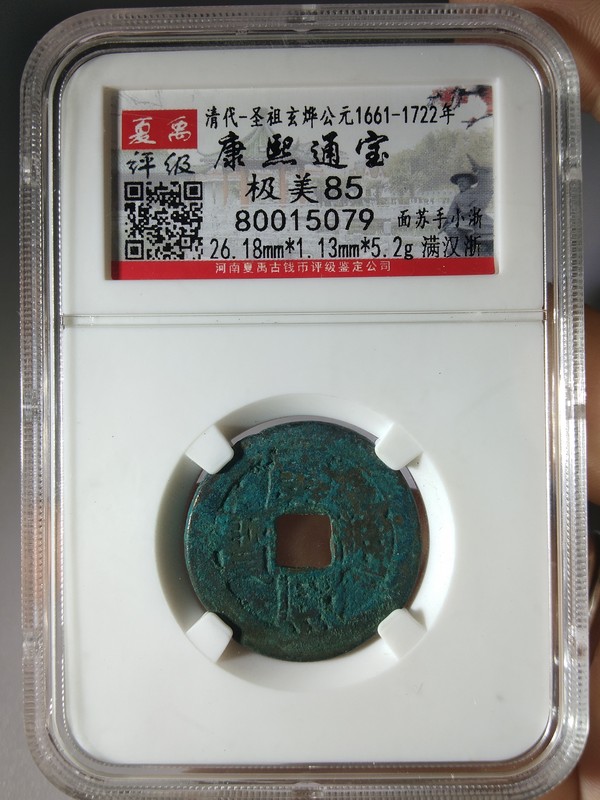 清代-圣祖玄烨公元1661-1722年
夏禹
评级
康熙通宝
极美85
80015079 面苏手小浙
26.18mm*1.13mm*5.2g 满汉浙
河南夏禹古钱币评级鉴定公司